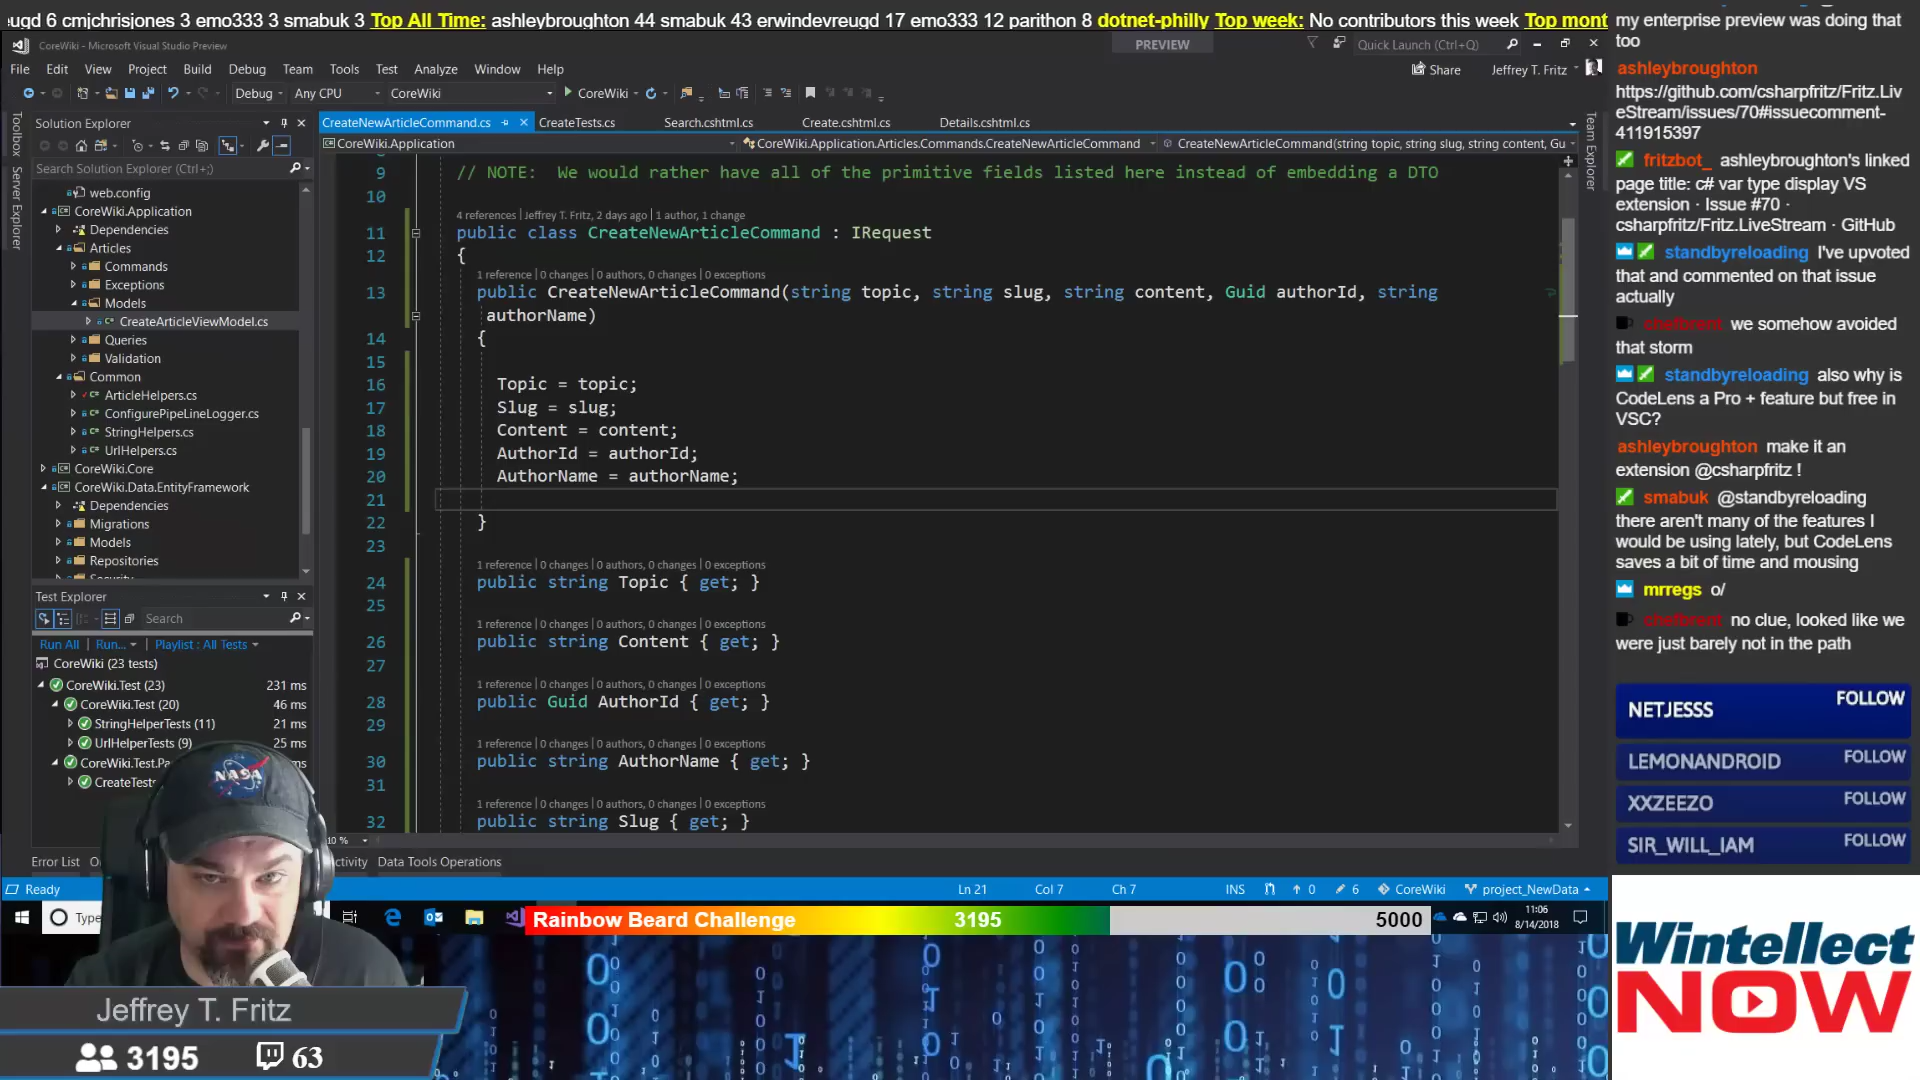 eugd 6 cmjchrisjones 3 emo333 3 smabuk 3 Top All Time: ashleybroughton 44 smabuk 43 erwindevreugd 17 emo333 12 parithon 8 dotnet-philly Top week: No contributors this week Top mont
CoreWiki - Microsoft Visual Studio Preview
PREVIEW
Quick Launch (Ctrl+Q)
File Edit View Project Build Debug Team Tools Test Analyze Window Help
Share Jeffrey T. Fritz
Debug Any CPU CoreWiki CoreWiki
Toolbox
Server Explorer
Solution Explorer
Search Solution Explorer (Ctrl+;)
web.config
CoreWiki.Application
Dependencies
Articles
Commands
Exceptions
Models
CreateArticleViewModel.cs
Queries
Validation
Common
ArticleHelpers.cs
ConfigurePipeLineLogger.cs
StringHelpers.cs
UrlHelpers.cs
CoreWiki.Core
CoreWiki.Data.EntityFramework
Dependencies
Migrations
Models
Repositories
Security
Test Explorer
Search
Run All Run... Playlist : All Tests
CoreWiki (23 tests)
CoreWiki.Test (23) 231 ms
CoreWiki.Test (20) 46 ms
StringHelperTests (11) 21 ms
UrlHelperTests (9) 25 ms
CoreWiki.Test.Pa ms
CreateTests
CreateNewArticleCommand.cs CreateTests.cs Search.cshtml.cs Create.cshtml.cs Details.cshtml.cs
CoreWiki.Application CoreWiki.Application.Articles.Commands.CreateNewArticleCommand CreateNewArticleCommand(string topic, string slug, string content, Gu
Team Explorer
9 // NOTE: We would rather have all of the primitive fields listed here instead of embedding a DTO
10
4 references | Jeffrey T. Fritz, 2 days ago | 1 author, 1 change
11 public class CreateNewArticleCommand : IRequest
12 {
1 reference | 0 changes | 0 authors, 0 changes | 0 exceptions
13 public CreateNewArticleCommand(string topic, string slug, string content, Guid authorId, string
authorName)
14 {
15
16 Topic = topic;
17 Slug = slug;
18 Content = content;
19 AuthorId = authorId;
20 AuthorName = authorName;
21
22 }
23
1 reference | 0 changes | 0 authors, 0 changes | 0 exceptions
24 public string Topic { get; }
25
1 reference | 0 changes | 0 authors, 0 changes | 0 exceptions
26 public string Content { get; }
27
1 reference | 0 changes | 0 authors, 0 changes | 0 exceptions
28 public Guid AuthorId { get; }
29
1 reference | 0 changes | 0 authors, 0 changes | 0 exceptions
30 public string AuthorName { get; }
31
1 reference | 0 changes | 0 authors, 0 changes | 0 exceptions
32 public string Slug { get; }
10 %
Error List O ctivity Data Tools Operations
Ready Ln 21 Col 7 Ch 7 INS 0 6 CoreWiki project_NewData
Type
Rainbow Beard Challenge 3195 5000
11:06
8/14/2018
my enterprise preview was doing that
too
ashleybroughton
https://github.com/csharpfritz/Fritz.Liv
eStream/issues/70#issuecomment-
411915397
fritzbot_ ashleybroughton's linked
page title: c# var type display VS
extension · Issue #70 ·
csharpfritz/Fritz.LiveStream · GitHub
standbyreloading I've upvoted
that and commented on that issue
actually
chefbrent we somehow avoided
that storm
standbyreloading also why is
CodeLens a Pro + feature but free in
VSC?
ashleybroughton make it an
extension @csharpfritz !
smabuk @standbyreloading
there aren't many of the features I
would be using lately, but CodeLens
saves a bit of time and mousing
mrregs o/
chefbrent no clue, looked like we
were just barely not in the path
NETJESSS FOLLOW
LEMONANDROID FOLLOW
XXZEEZO FOLLOW
SIR_WILL_IAM FOLLOW
Wintellect
NOW
NASA
Jeffrey T. Fritz
3195 63